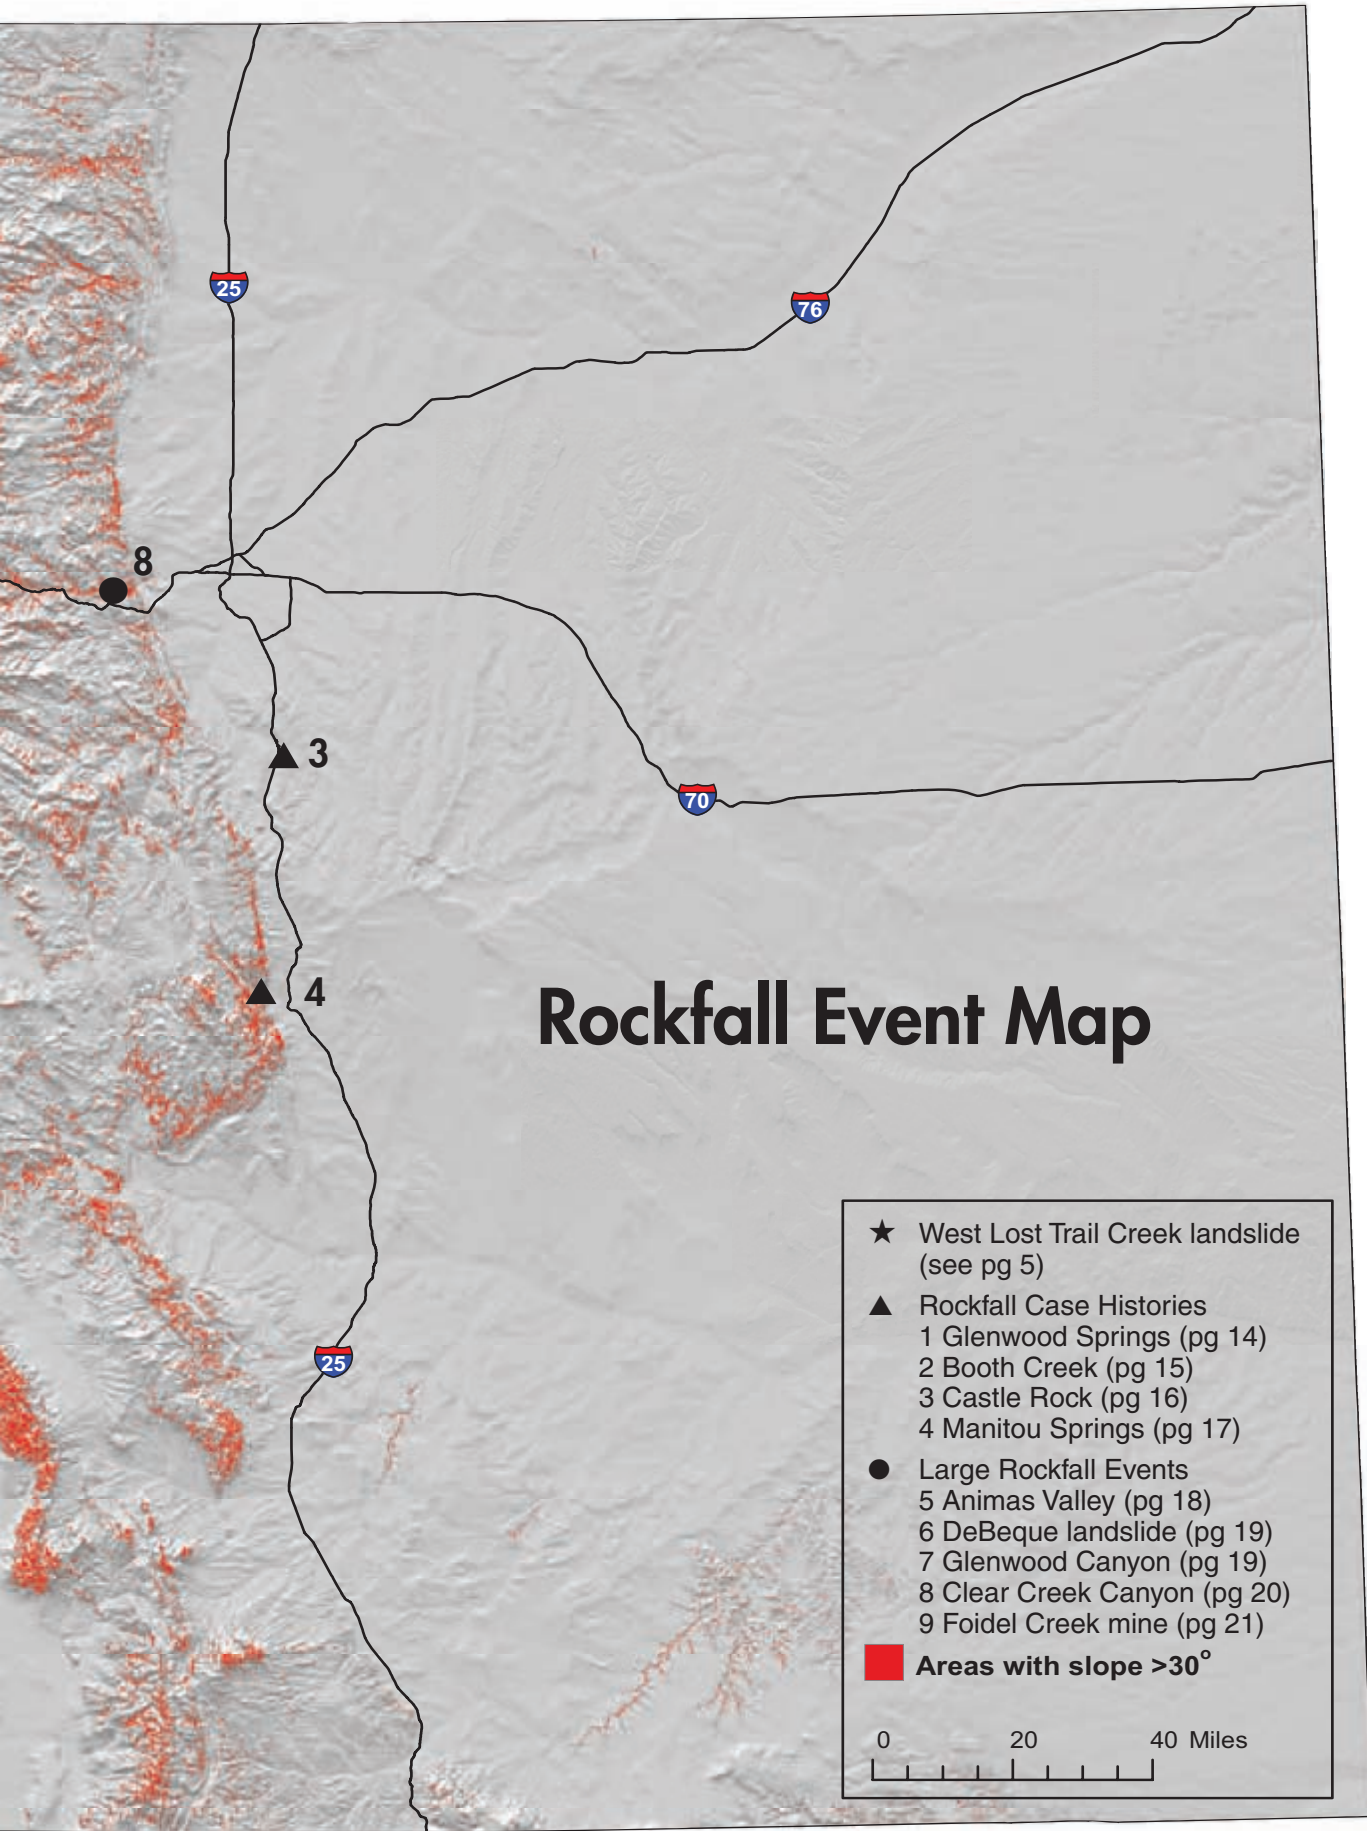 25
76
8
3
70
4
Rockfall Event Map
25
★ West Lost Trail Creek landslide
(see pg 5)
▲ Rockfall Case Histories
1 Glenwood Springs (pg 14)
2 Booth Creek (pg 15)
3 Castle Rock (pg 16)
4 Manitou Springs (pg 17)
● Large Rockfall Events
5 Animas Valley (pg 18)
6 DeBeque landslide (pg 19)
7 Glenwood Canyon (pg 19)
8 Clear Creek Canyon (pg 20)
9 Foidel Creek mine (pg 21)
Areas with slope >30°
0 20 40 Miles